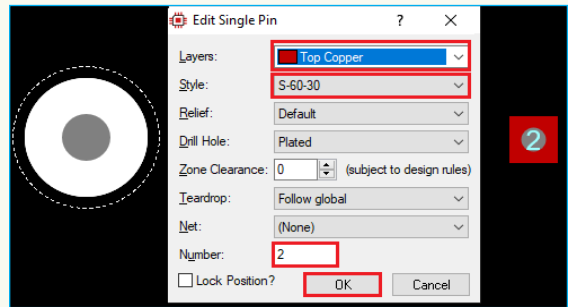 Edit Single Pin ? ×
Layers: Top Copper
Style: S-60-30
Relief: Default
Drill Hole: Plated
Zone Clearance: 0 (subject to design rules)
Teardrop: Follow global
Net: (None)
Number: 2
Lock Position?
OK Cancel
2